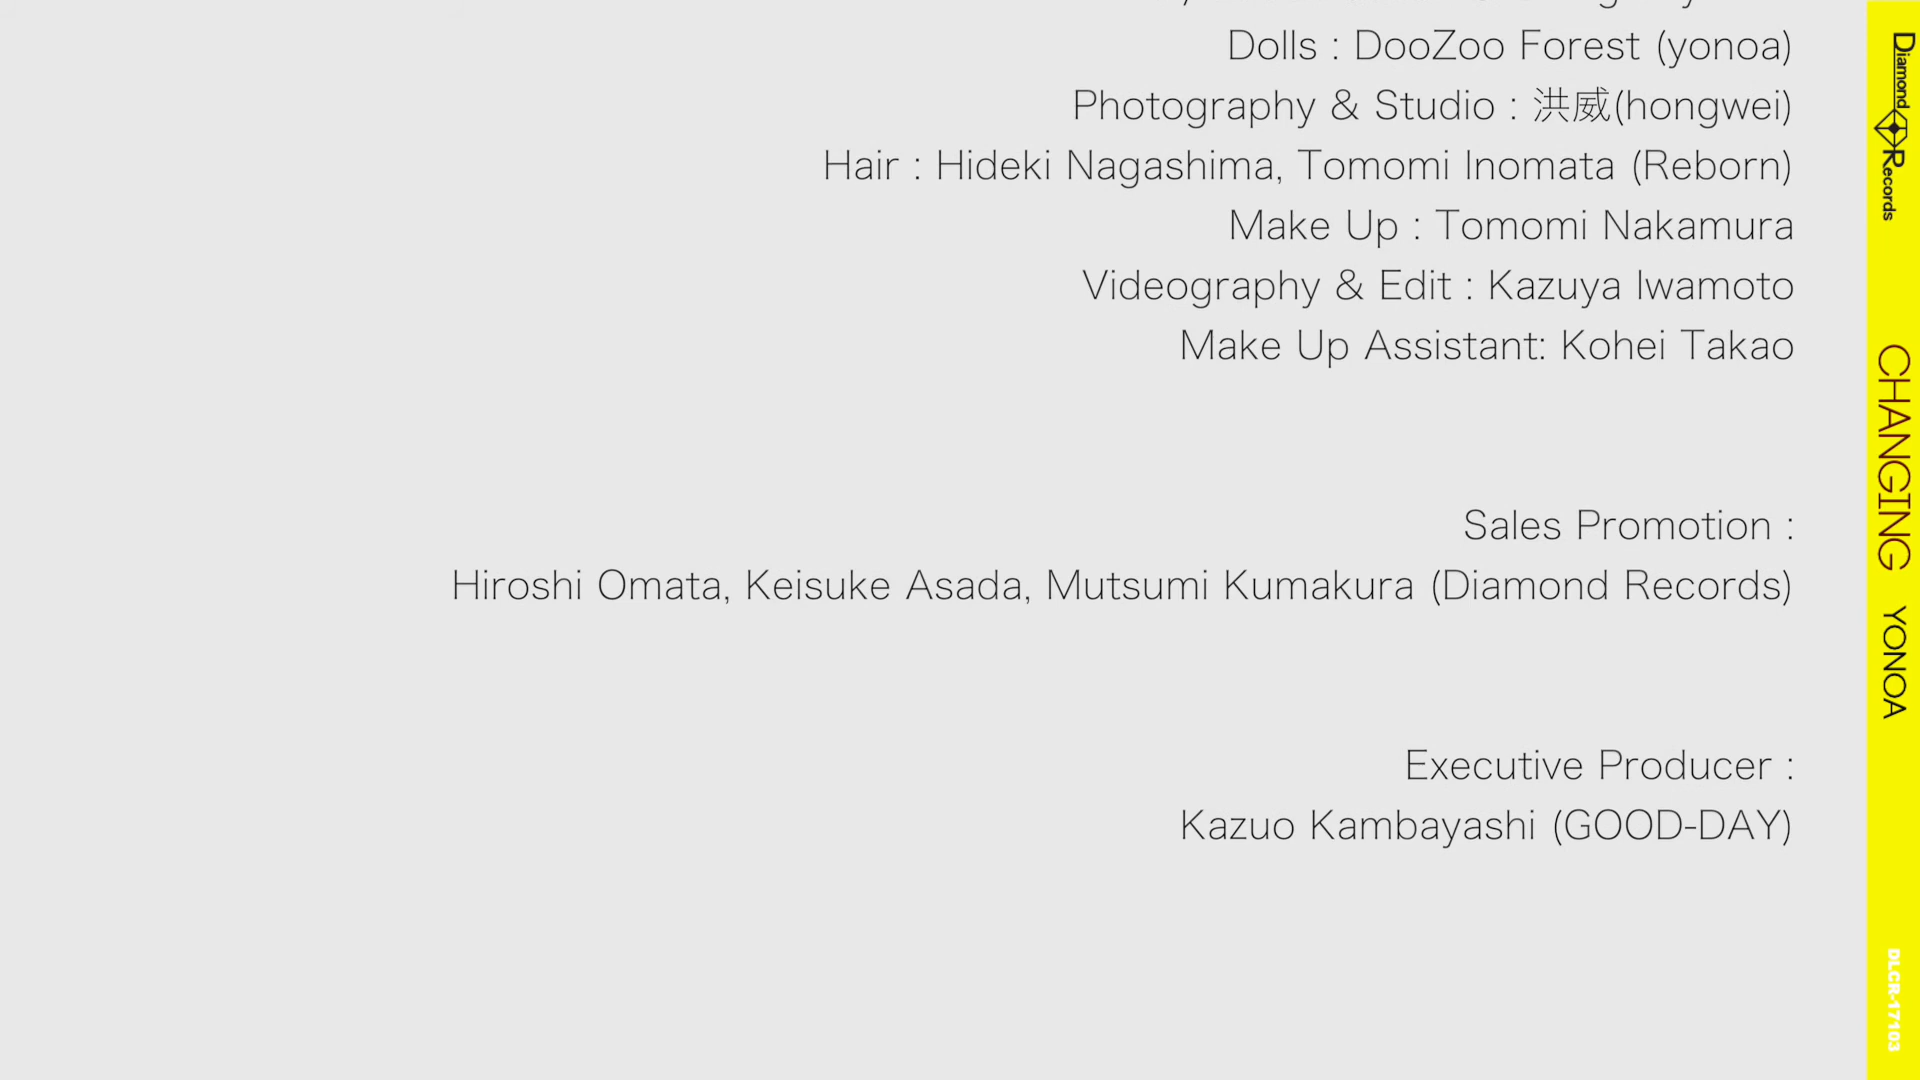 Dolls : DooZoo Forest (yonoa)
Photography & Studio : 洪威(hongwei)
Hair : Hideki Nagashima, Tomomi Inomata (Reborn)
Make Up : Tomomi Nakamura
Videography & Edit : Kazuya Iwamoto
Make Up Assistant: Kohei Takao
Sales Promotion :
Hiroshi Omata, Keisuke Asada, Mutsumi Kumakura (Diamond Records)
Executive Producer :
Kazuo Kambayashi (GOOD-DAY)
Diamond Records
CHANGING YONOA
DLCR-17103